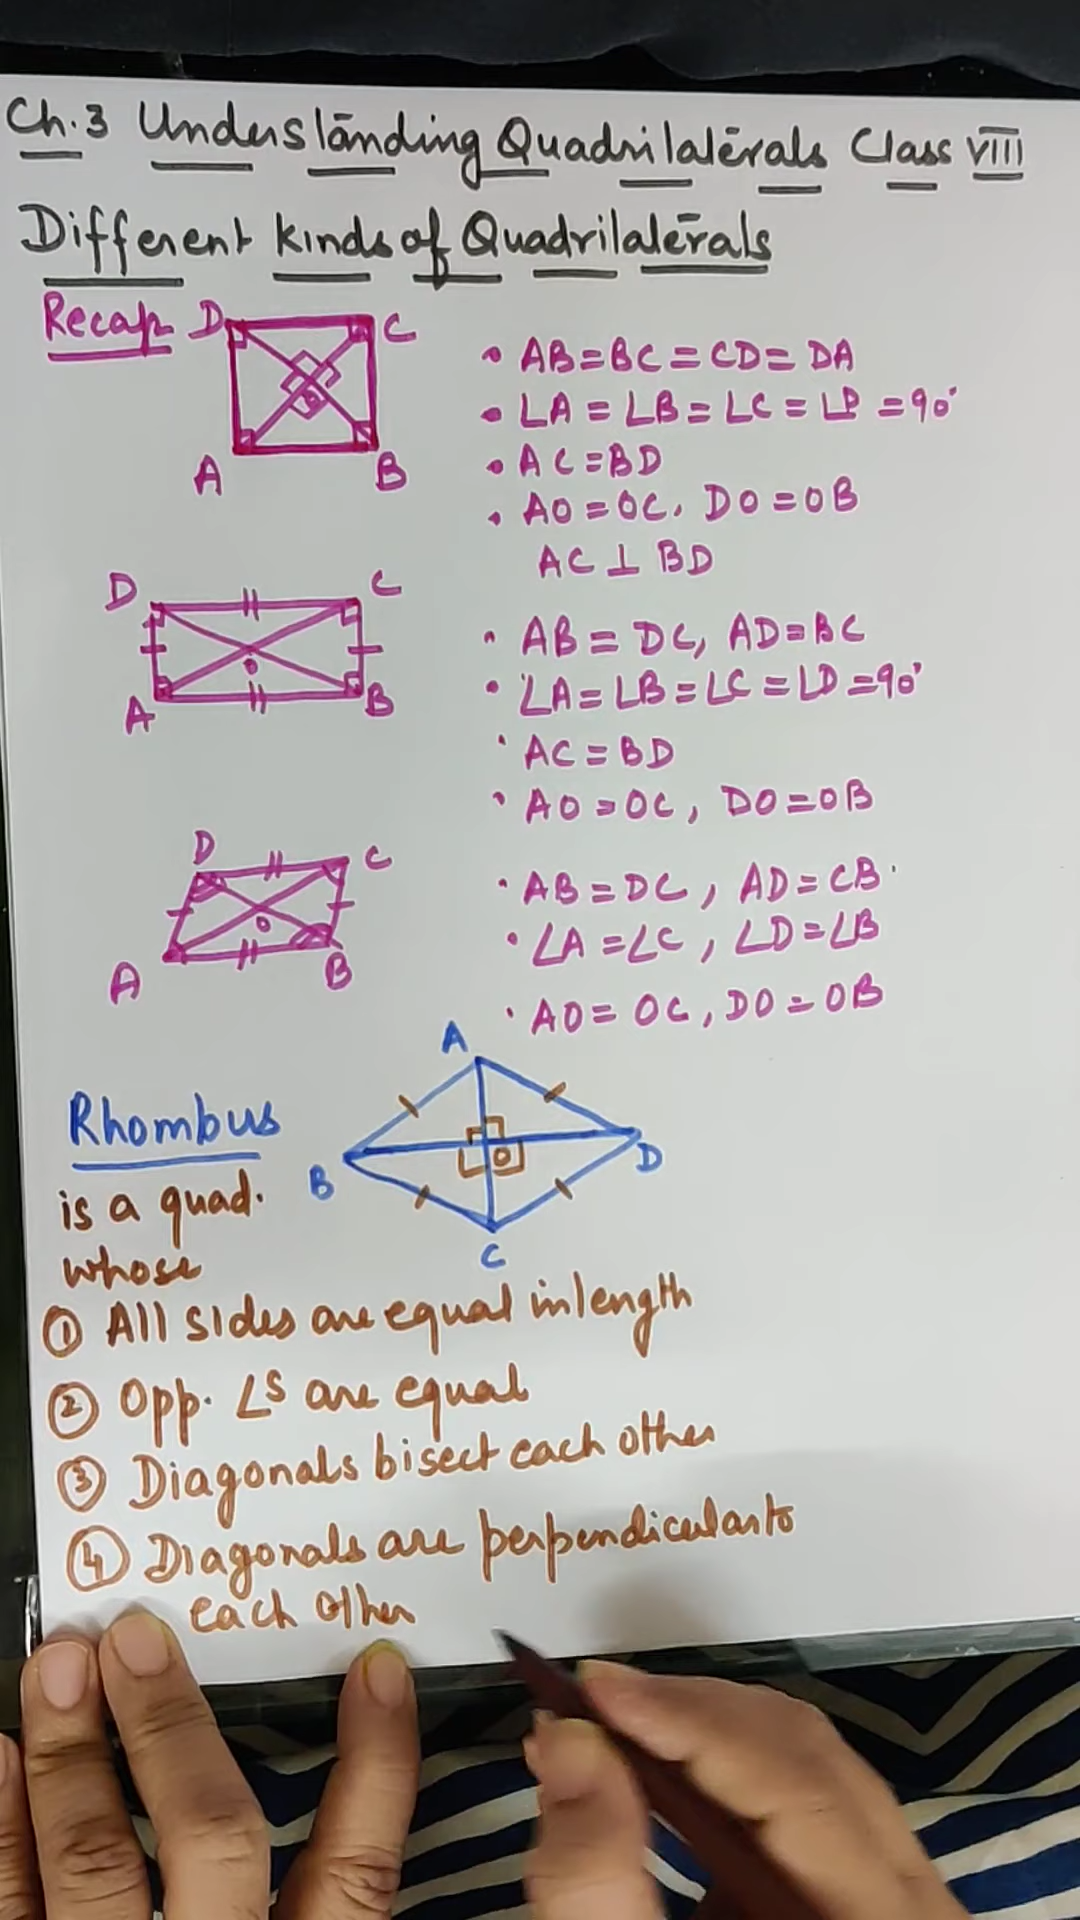 Ch.3 Understanding Quadrilaterals Class VIII
Different kinds of Quadrilaterals
Recap
D C
A B
• AB=BC=CD=DA
• ∠A=∠B=∠C=∠D=90°
• AC=BD
• AO=OC, DO=OB
AC⊥BD
D C
O
A B
• AB=DC, AD=BC
• ∠A=∠B=∠C=∠D=90°
• AC=BD
• AO=OC, DO=OB
D C
O
A B
• AB=DC, AD=CB
• ∠A=∠C, ∠D=∠B
• AO=OC, DO=OB
Rhombus
A
B O D
C
is a quad.
whose
① All sides are equal in length
② Opp. ∠s are equal
③ Diagonals bisect each other
④ Diagonals are perpendicular to
each other